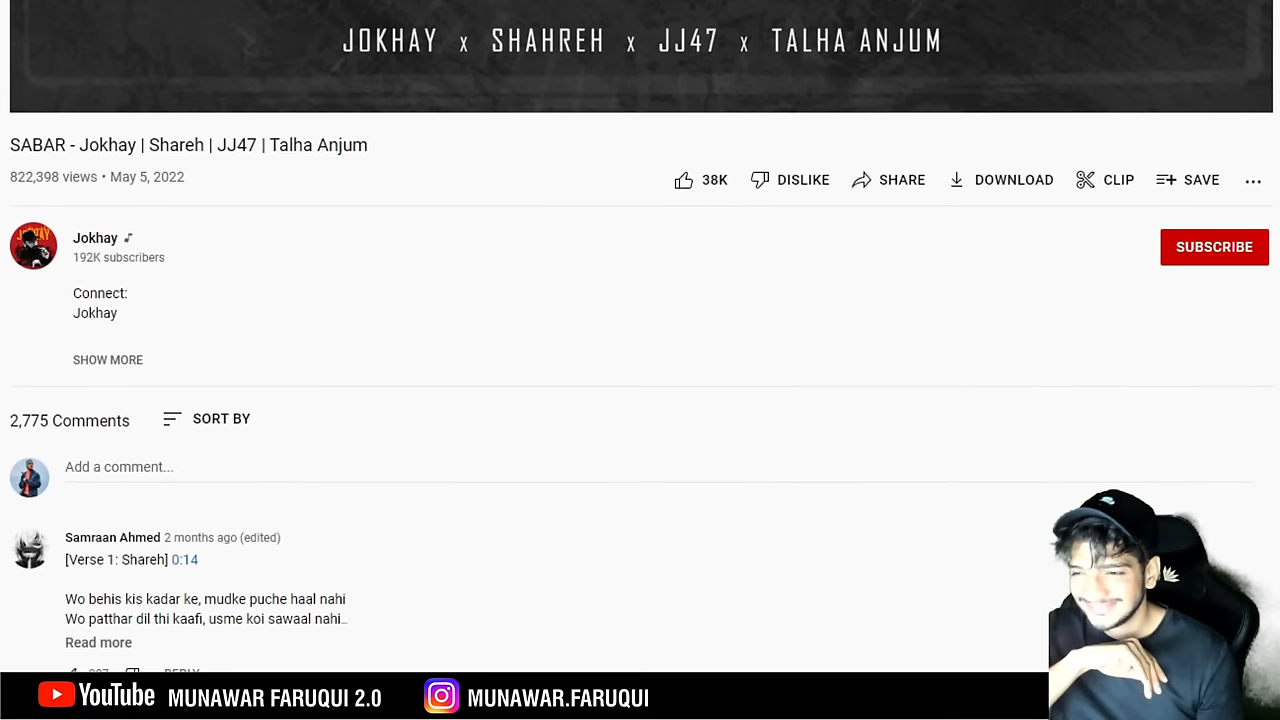 JOKHAY x SHAHREH x JJ47 x TALHA ANJUM
SABAR - Jokhay | Shareh | JJ47 | Talha Anjum
822,398 views • May 5, 2022
38K DISLIKE SHARE DOWNLOAD CLIP SAVE ...
Jokhay
192K subscribers
SUBSCRIBE
Connect:
Jokhay
SHOW MORE
2,775 Comments SORT BY
Add a comment...
Samraan Ahmed 2 months ago (edited)
[Verse 1: Shareh] 0:14
Wo behis kis kadar ke, mudke puche haal nahi
Wo patthar dil thi kaafi, usme koi sawaal nahi...
Read more
REPLY
YouTube MUNAWAR FARUQUI 2.0 MUNAWAR.FARUQUI